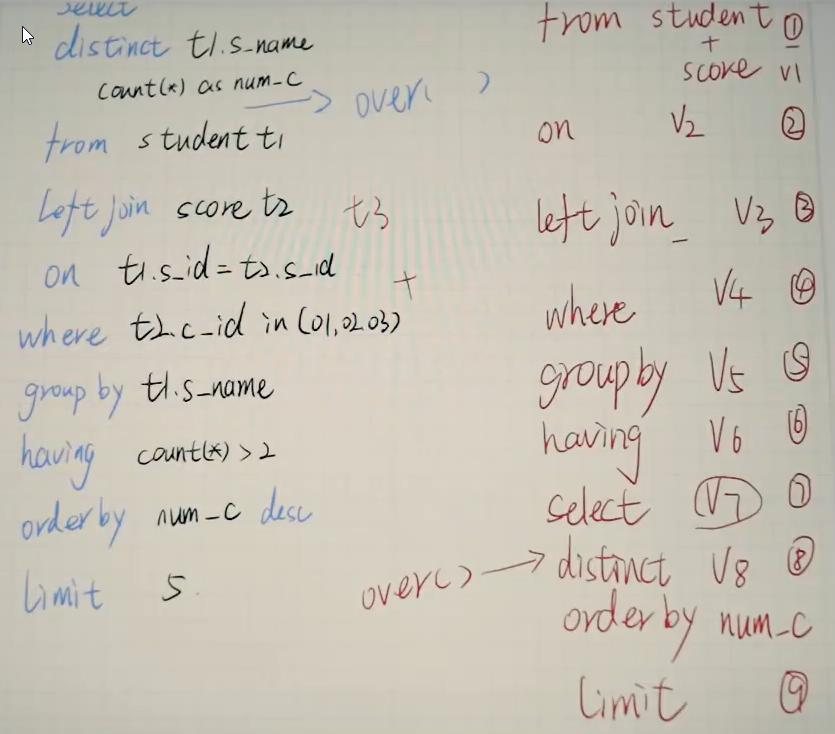 select
distinct t1.s_name
count(*) as num_c → over( )
from student t1
left join score t2 t3
on t1.s_id = t2.s_id +
where t2.c_id in (01,02 03)
group by t1.s_name
having count(*) > 2
order by num_c desc
limit 5
from student ①
+
score V1
on V2 ②
left join_ V3 ③
where V4 ④
group by V5 ⑤
having V6 ⑥
select V7 ⑦
over() → distinct V8 ⑧
order by num_c
limit ⑨